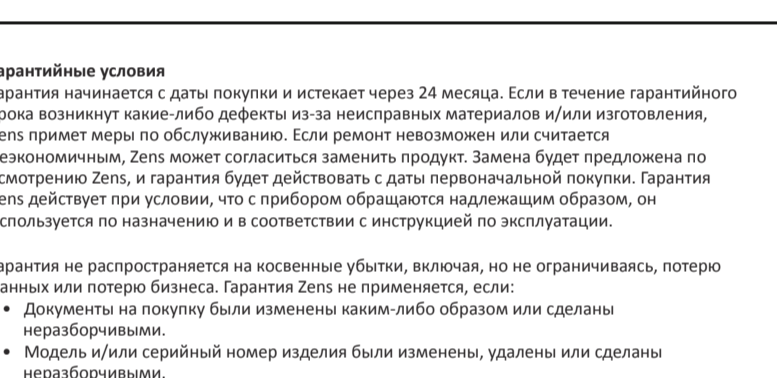 арантийные условия
арантия начинается с даты покупки и истекает через 24 месяца. Если в течение гарантийного
рока возникнут какие-либо дефекты из-за неисправных материалов и/или изготовления,
ens примет меры по обслуживанию. Если ремонт невозможен или считается
еэкономичным, Zens может согласиться заменить продукт. Замена будет предложена по
смотрению Zens, и гарантия будет действовать с даты первоначальной покупки. Гарантия
ens действует при условии, что с прибором обращаются надлежащим образом, он
спользуется по назначению и в соответствии с инструкцией по эксплуатации.
арантия не распространяется на косвенные убытки, включая, но не ограничиваясь, потерю
анных или потерю бизнеса. Гарантия Zens не применяется, если:
• Документы на покупку были изменены каким-либо образом или сделаны
неразборчивыми.
• Модель и/или серийный номер изделия были изменены, удалены или сделаны
неразборчивыми.